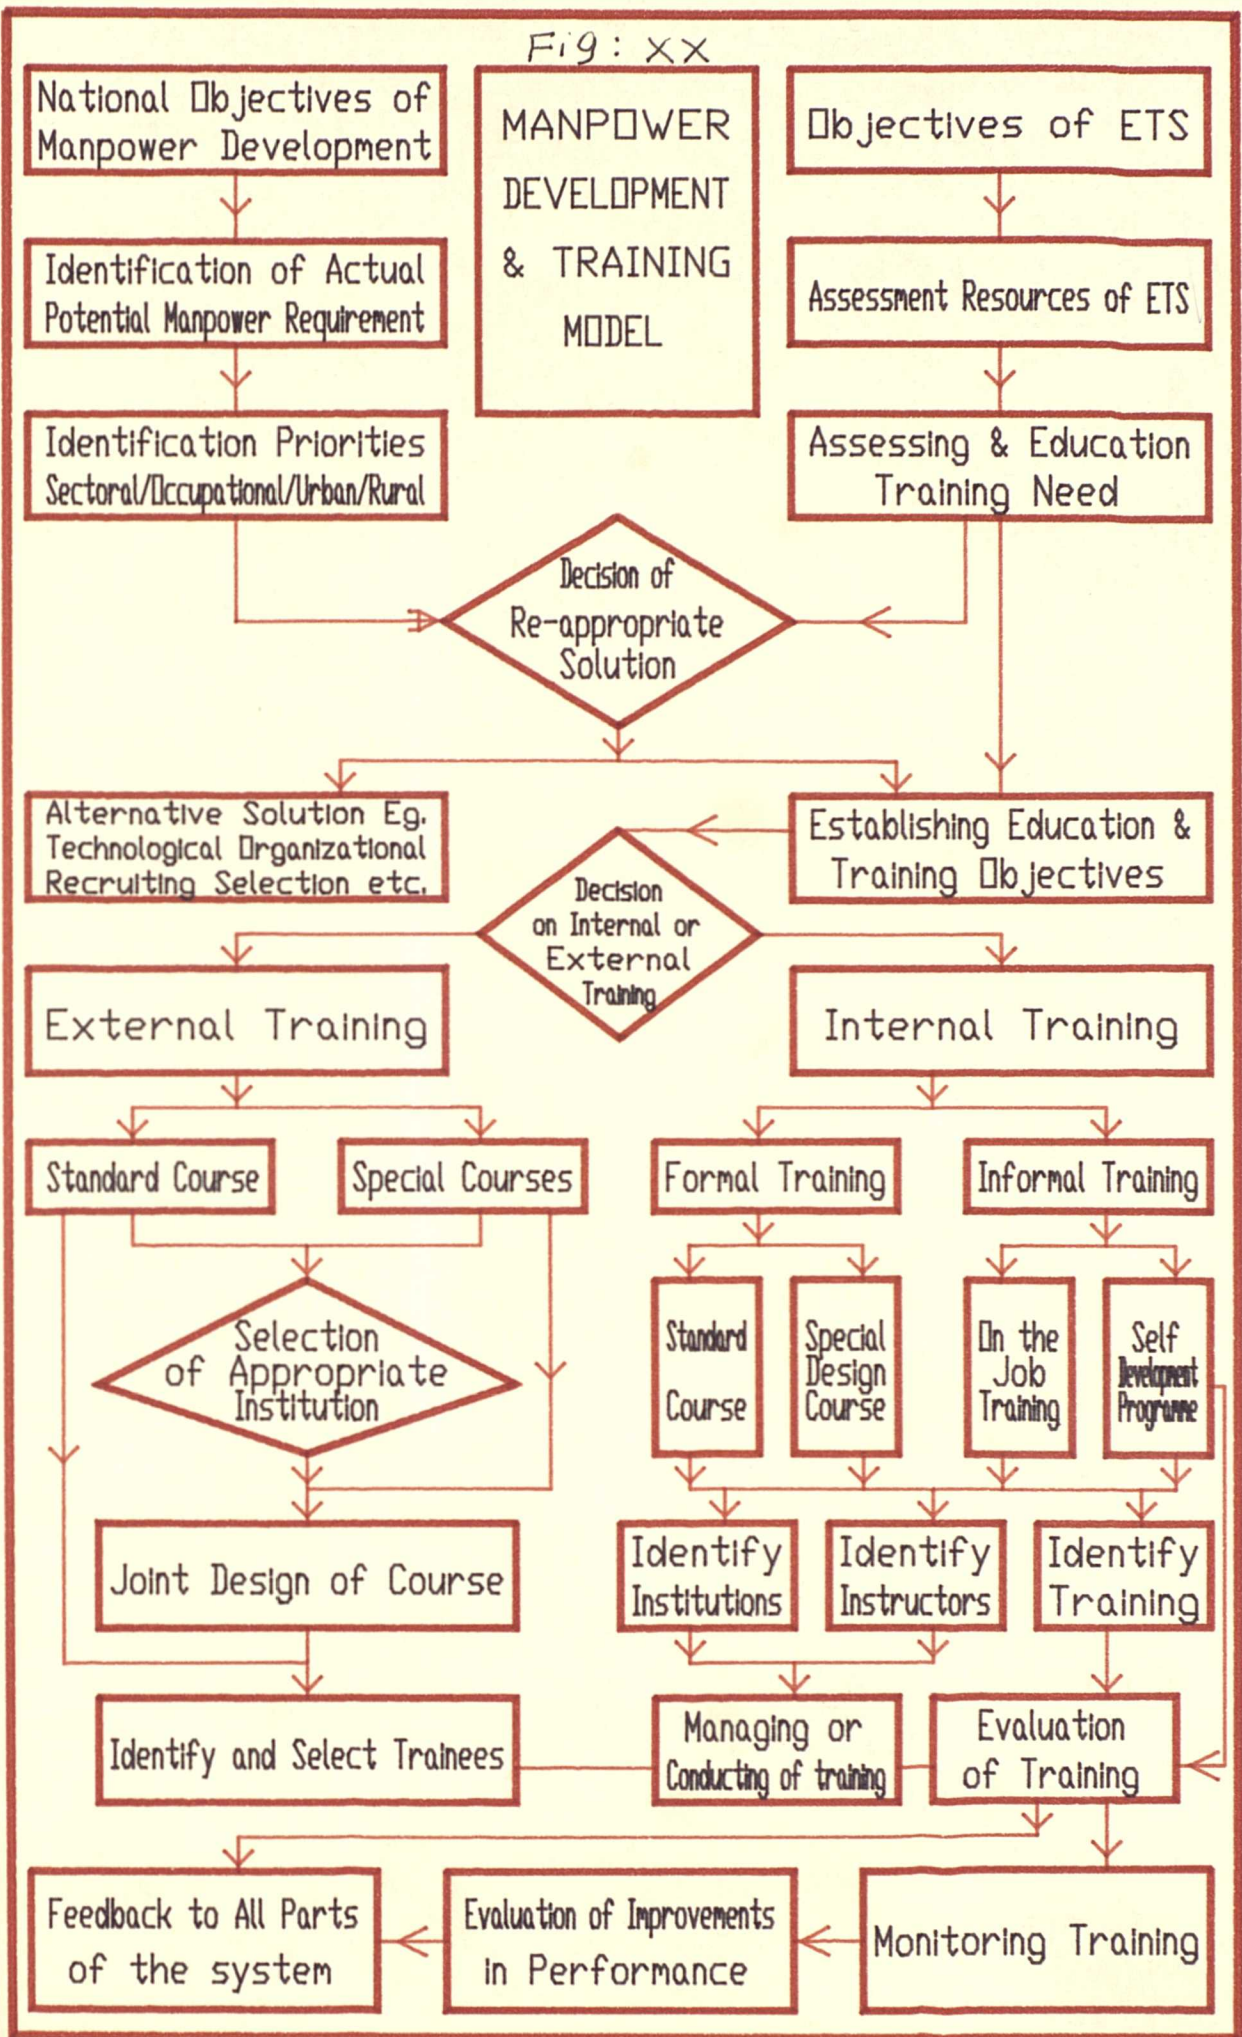 Fig: XX
National Objectives of
Manpower Development
MANPOWER
DEVELOPMENT
& TRAINING
MODEL
Objectives of ETS
Identification of Actual
Potential Manpower Requirement
Assessment Resources of ETS
Identification Priorities
Sectoral/Occupational/Urban/Rural
Assessing & Education
Training Need
Decision of
Re-appropriate
Solution
Alternative Solution Eg.
Technological Organizational
Recruiting Selection etc.
Establishing Education &
Training Objectives
Decision
on Internal or
External
Training
External Training
Internal Training
Standard Course
Special Courses
Formal Training
Informal Training
Selection
of Appropriate
Institution
Standard
Course
Special
Design
Course
On the
Job
Training
Self
Development
Programme
Joint Design of Course
Identify
Institutions
Identify
Instructors
Identify
Training
Identify and Select Trainees
Managing or
Conducting of training
Evaluation
of Training
Feedback to All Parts
of the system
Evaluation of Improvements
in Performance
Monitoring Training